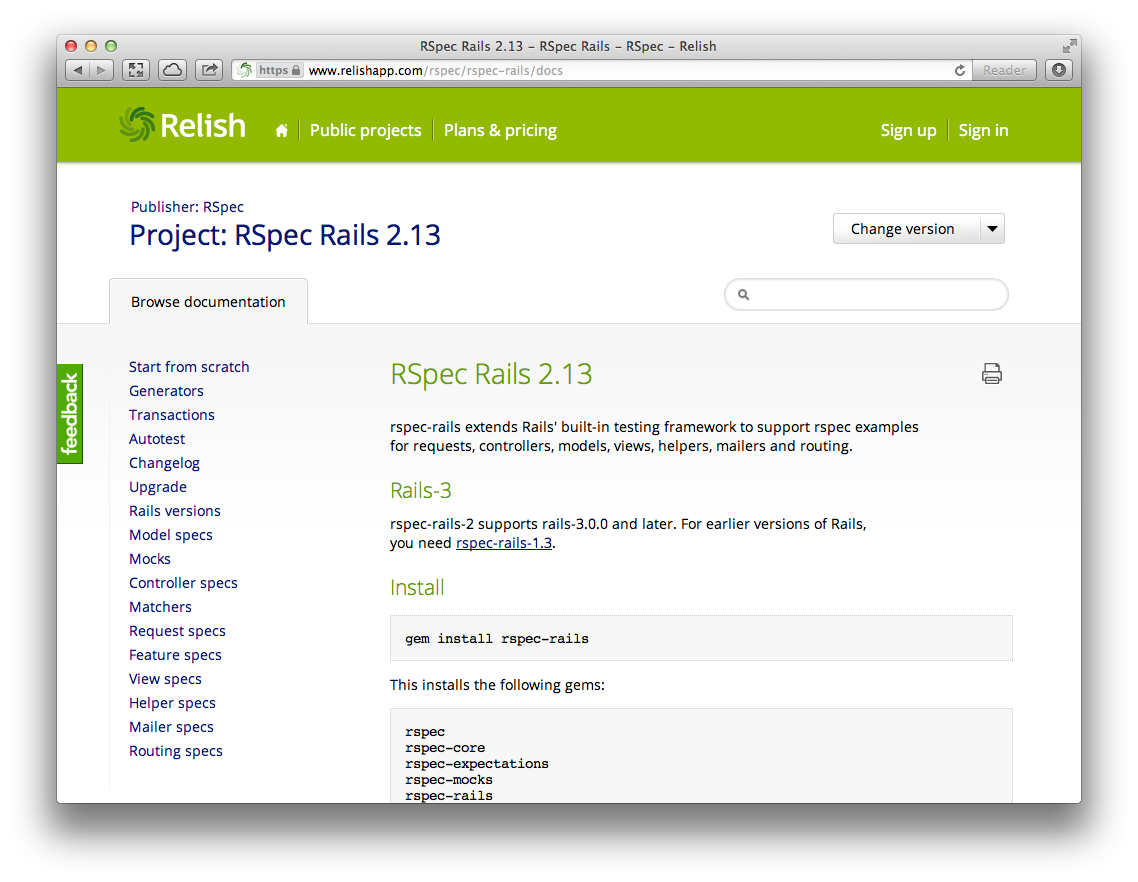 RSpec Rails 2.13 – RSpec Rails – RSpec – Relish
https www.relishapp.com/rspec/rspec-rails/docs Reader
Relish Public projects Plans & pricing Sign up Sign in
Publisher: RSpec
Project: RSpec Rails 2.13
Change version
Browse documentation
feedback
Start from scratch
Generators
Transactions
Autotest
Changelog
Upgrade
Rails versions
Model specs
Mocks
Controller specs
Matchers
Request specs
Feature specs
View specs
Helper specs
Mailer specs
Routing specs
RSpec Rails 2.13
rspec-rails extends Rails' built-in testing framework to support rspec examples
for requests, controllers, models, views, helpers, mailers and routing.
Rails-3
rspec-rails-2 supports rails-3.0.0 and later. For earlier versions of Rails,
you need rspec-rails-1.3.
Install
gem install rspec-rails
This installs the following gems:
rspec
rspec-core
rspec-expectations
rspec-mocks
rspec-rails